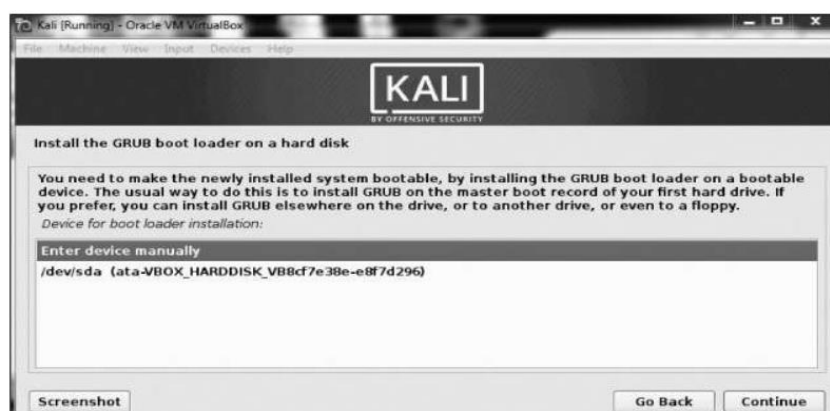 Kali [Running] - Oracle VM VirtualBox
File Machine View Input Devices Help
KALI
BY OFFENSIVE SECURITY
Install the GRUB boot loader on a hard disk
You need to make the newly installed system bootable, by installing the GRUB boot loader on a bootable
device. The usual way to do this is to install GRUB on the master boot record of your first hard drive. If
you prefer, you can install GRUB elsewhere on the drive, or to another drive, or even to a floppy.
Device for boot loader installation:
Enter device manually
/dev/sda (ata-VBOX_HARDDISK_VB8cf7e38e-e8f7d296)
Screenshot Go Back Continue